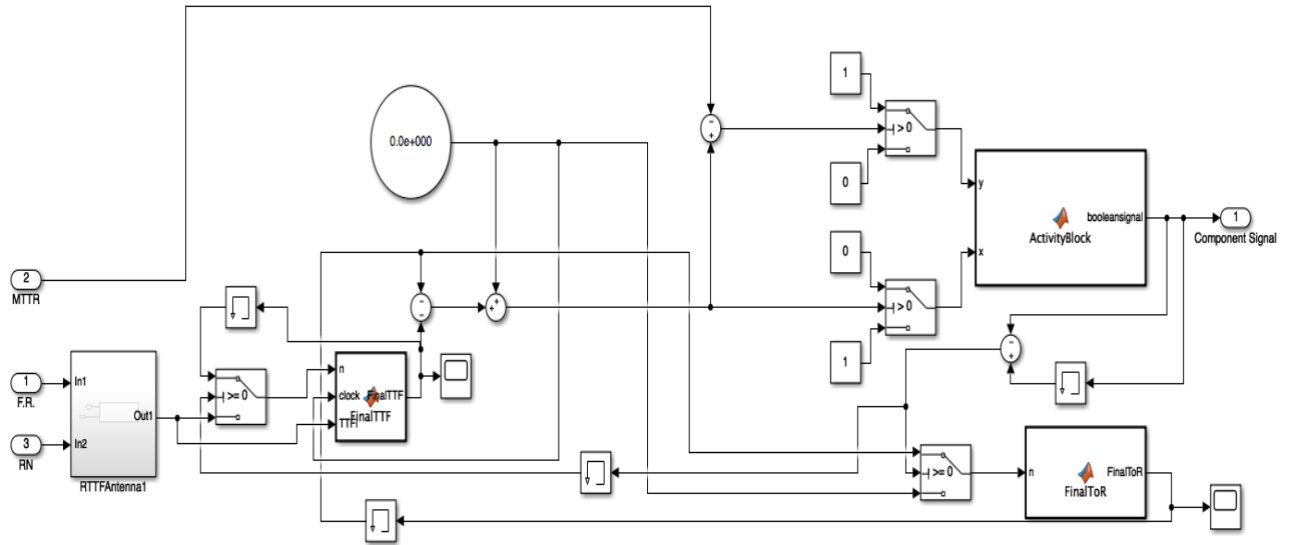 1
> 0
0.0e+000
0
y
booleansignal
1
ActivityBlock
Component Signal
0
x
2
MTTR
> 0
1
n
1
In1
>= 0
clock
FinalTTF
F.R.
Out1
FinalTTF
TTF
3
In2
RN
RTTFAntenna1
>= 0
n
FinalToR
FinalToR